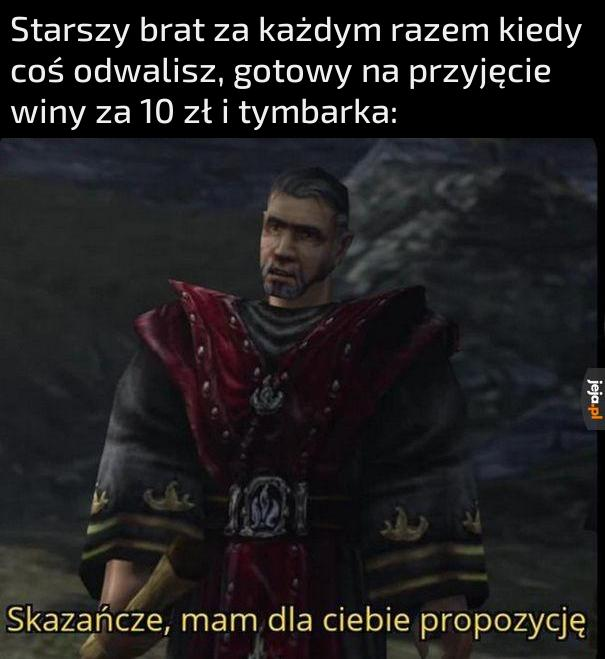 Starszy brat za każdym razem kiedy
coś odwalisz, gotowy na przyjęcie
winy za 10 zł i tymbarka:
jeja.pl
Skazańcze, mam dla ciebie propozycję